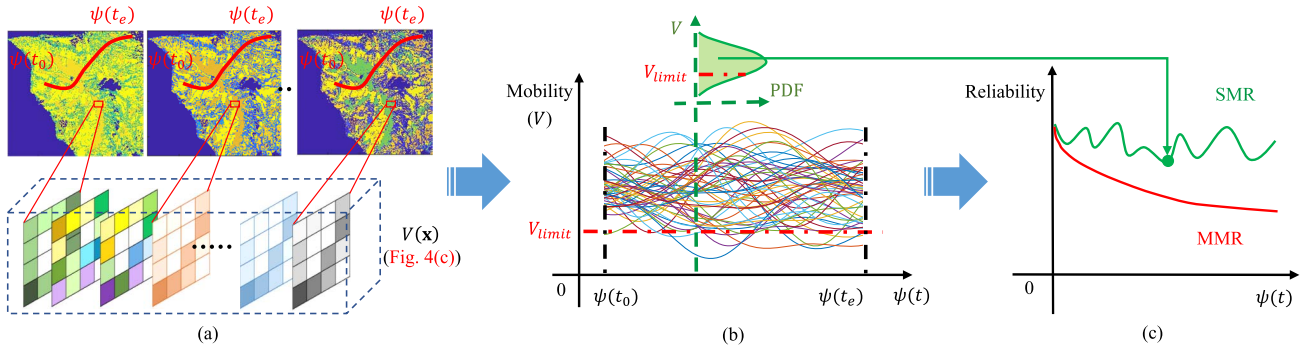 ψ(t_e)
ψ(t_e)
ψ(t_e)
ψ(t_0)
ψ(t_0)
ψ(t_0)
V(x)
(Fig. 4(c))
(a)
V
V_limit
PDF
Mobility
(V)
V_limit
0
ψ(t_0)
ψ(t_e)
ψ(t)
(b)
Reliability
SMR
MMR
0
ψ(t)
(c)